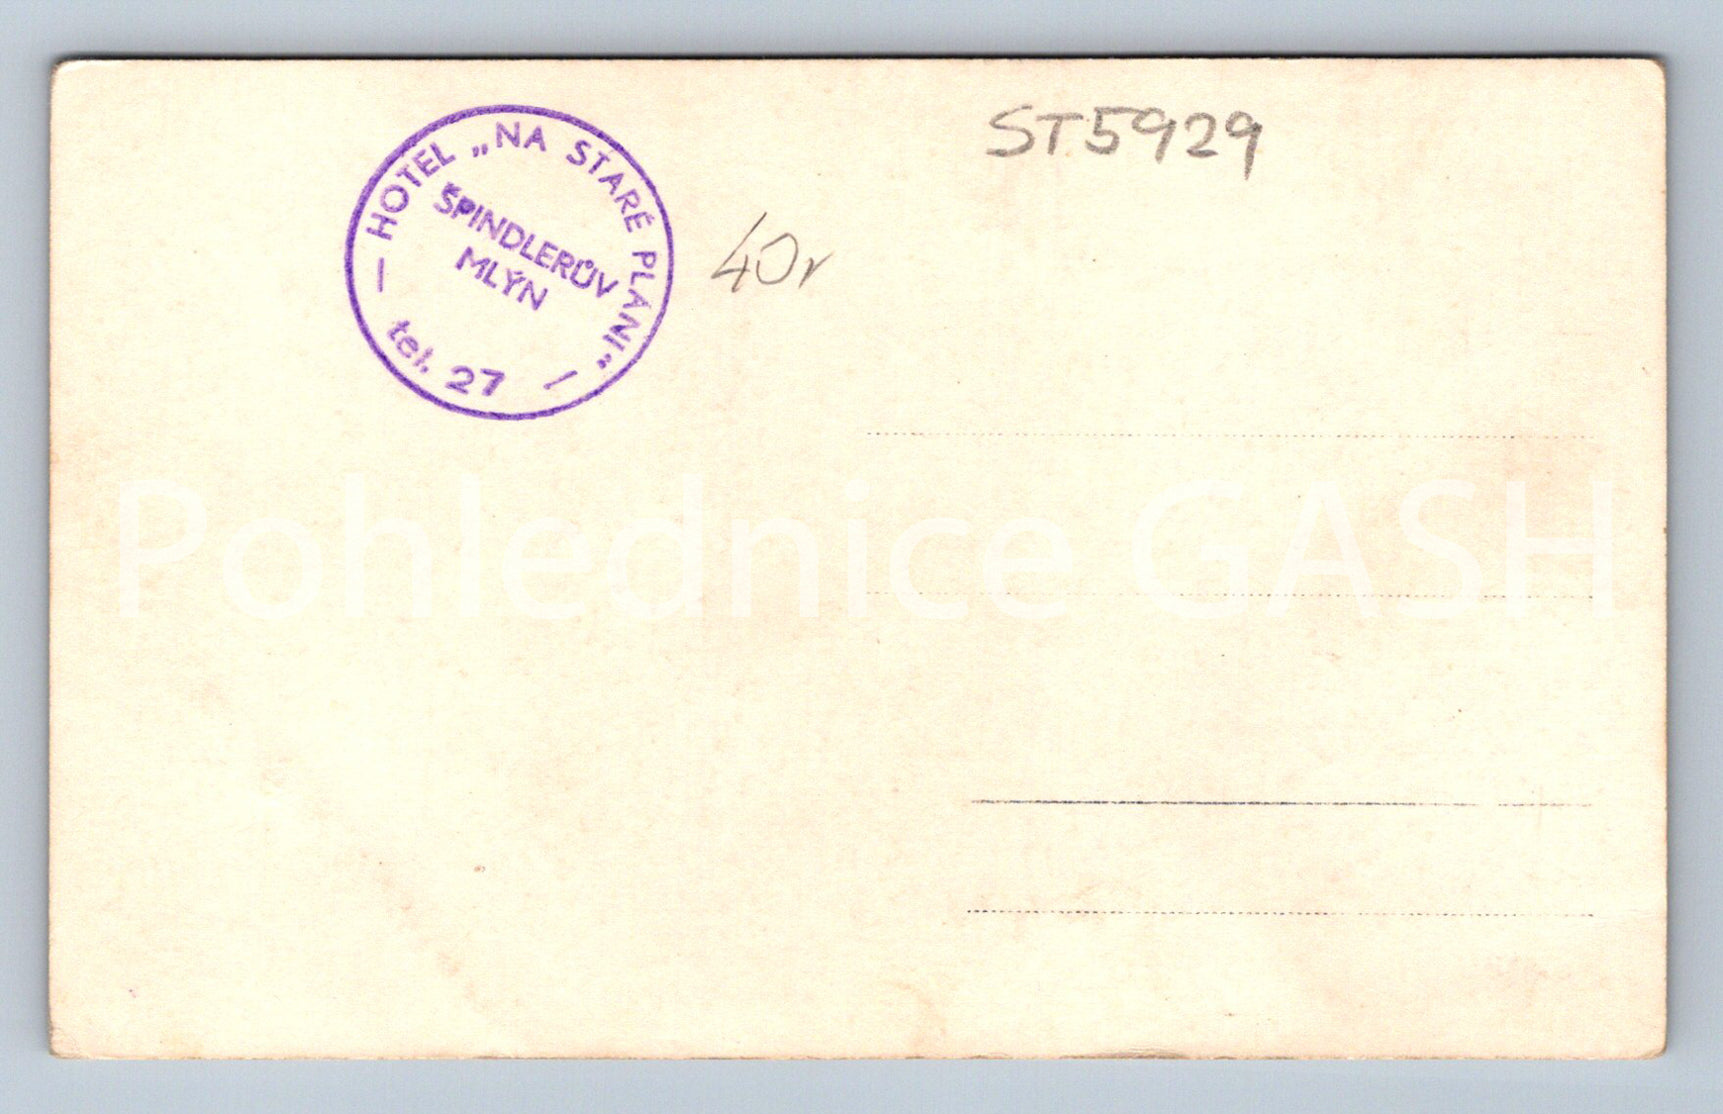 HOTEL „NA STARÉ PLÁNI“
ŠPINDLERŮV
MLÝN
tel. 27
ST5929
40r
Pohlednice GASH